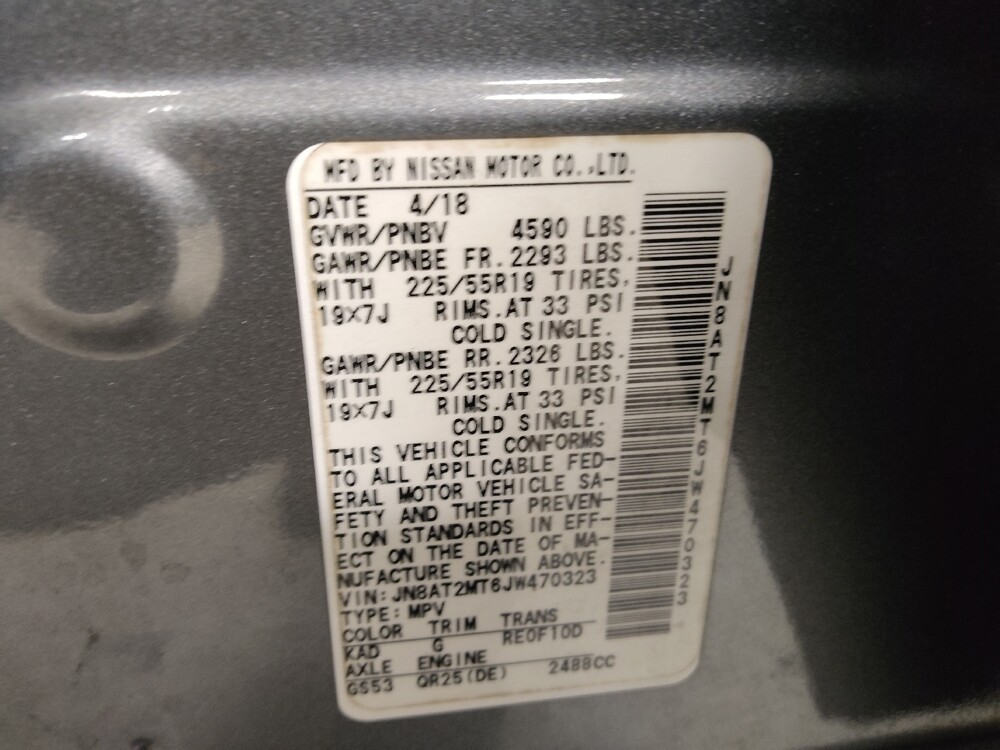 MFD BY NISSAN MOTOR CO.,LTD.
DATE 4/18
GVWR/PNBV 4590 LBS.
GAWR/PNBE FR.2293 LBS.
WITH 225/55R19 TIRES,
19×7J RIMS.AT 33 PSI
COLD SINGLE.
GAWR/PNBE RR.2326 LBS.
WITH 225/55R19 TIRES,
19×7J RIMS.AT 33 PSI
COLD SINGLE.
THIS VEHICLE CONFORMS
TO ALL APPLICABLE FED-
ERAL MOTOR VEHICLE SA-
FETY AND THEFT PREVEN-
TION STANDARDS IN EFF-
ECT ON THE DATE OF MA-
NUFACTURE SHOWN ABOVE.
VIN:JN8AT2MT6JW470323
TYPE:MPV
COLOR TRIM TRANS
KAD G RE0F10D
AXLE ENGINE
GS53 QR25(DE) 2488CC
JN8AT2MT6JW470323